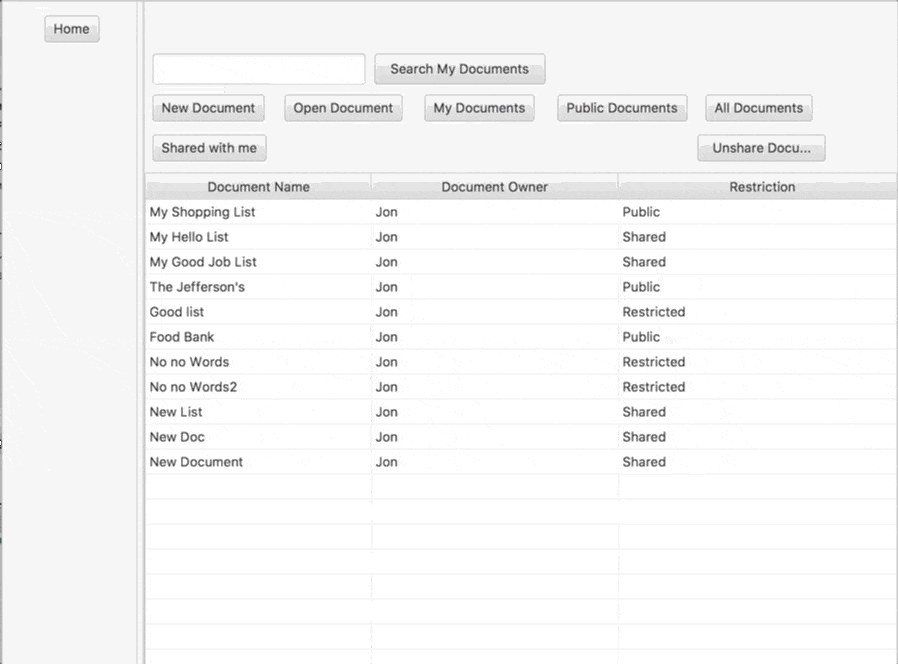 Home
Search My Documents
New Document Open Document My Documents Public Documents All Documents
Shared with me Unshare Docu...
Document Name Document Owner Restriction
My Shopping List Jon Public
My Hello List Jon Shared
My Good Job List Jon Shared
The Jefferson's Jon Public
Good list Jon Restricted
Food Bank Jon Public
No no Words Jon Restricted
No no Words2 Jon Restricted
New List Jon Shared
New Doc Jon Shared
New Document Jon Shared